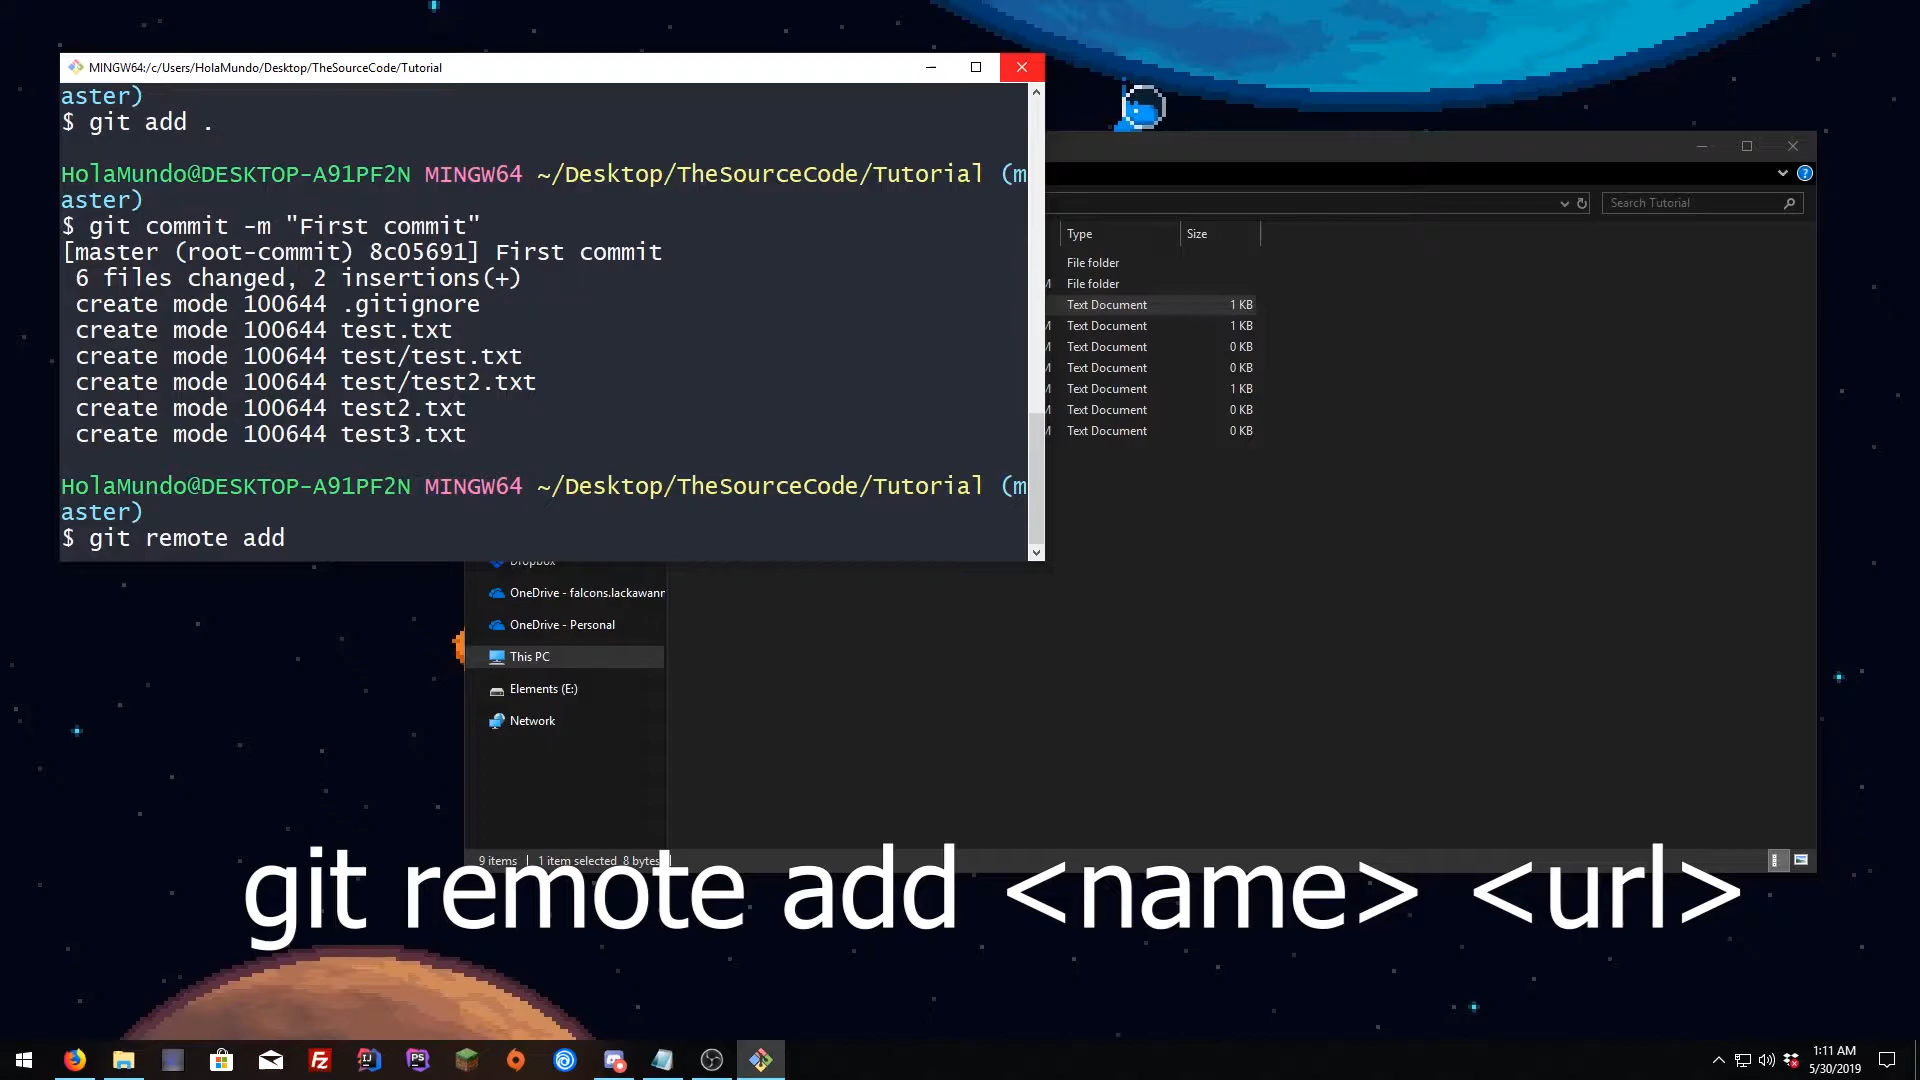 MINGW64:/c/Users/HolaMundo/Desktop/TheSourceCode/Tutorial
aster)
$ git add .
HolaMundo@DESKTOP-A91PF2N MINGW64 ~/Desktop/TheSourceCode/Tutorial (m
aster)
$ git commit -m "First commit"
[master (root-commit) 8c05691] First commit
6 files changed, 2 insertions(+)
create mode 100644 .gitignore
create mode 100644 test.txt
create mode 100644 test/test.txt
create mode 100644 test/test2.txt
create mode 100644 test2.txt
create mode 100644 test3.txt
HolaMundo@DESKTOP-A91PF2N MINGW64 ~/Desktop/TheSourceCode/Tutorial (m
aster)
$ git remote add
Search Tutorial
Type Size
File folder
M File folder
Text Document 1 KB
M Text Document 1 KB
M Text Document 0 KB
M Text Document 0 KB
M Text Document 1 KB
M Text Document 0 KB
M Text Document 0 KB
Dropbox
OneDrive - falcons.lackawann
OneDrive - Personal
This PC
Elements (E:)
Network
9 items 1 item selected 8 bytes
git remote add <name> <url>
1:11 AM
5/30/2019